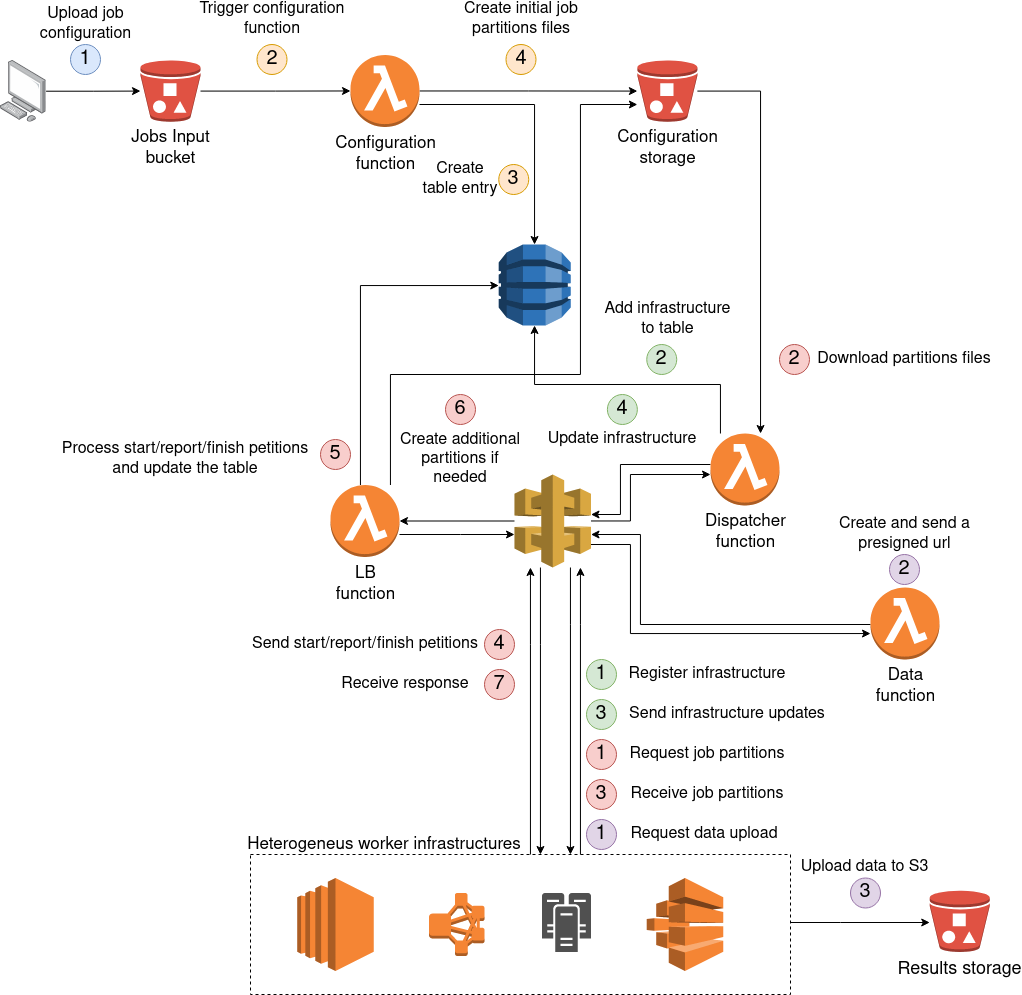 Upload job
configuration
1
Trigger configuration
function
2
Create initial job
partitions files
4
Jobs Input
bucket
Configuration
function
Configuration
storage
Create
table entry
3
Add infrastructure
to table
2
2
Download partitions files
6
4
Create additional
partitions if
needed
Update infrastructure
Process start/report/finish petitions
and update the table
5
Dispatcher
function
Create and send a
presigned url
2
LB
function
Send start/report/finish petitions
4
Receive response
7
Data
function
1
Register infrastructure
3
Send infrastructure updates
1
Request job partitions
3
Receive job partitions
1
Request data upload
Heterogeneus worker infrastructures
Upload data to S3
3
Results storage